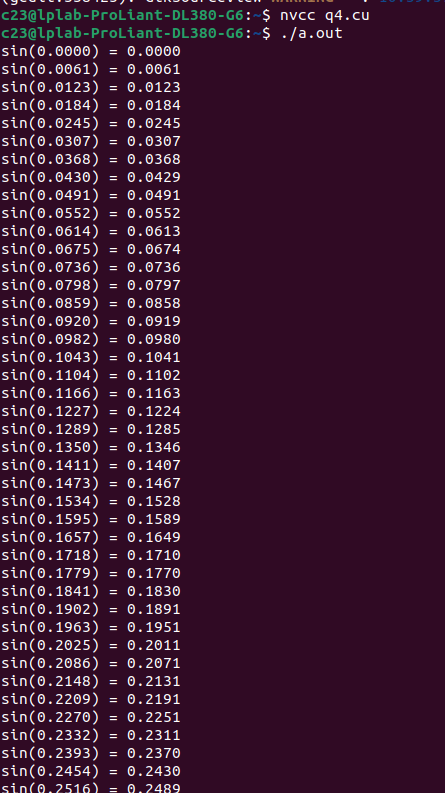 c23@lplab-ProLiant-DL380-G6:~$ nvcc q4.cu
c23@lplab-ProLiant-DL380-G6:~$ ./a.out
sin(0.0000) = 0.0000
sin(0.0061) = 0.0061
sin(0.0123) = 0.0123
sin(0.0184) = 0.0184
sin(0.0245) = 0.0245
sin(0.0307) = 0.0307
sin(0.0368) = 0.0368
sin(0.0430) = 0.0429
sin(0.0491) = 0.0491
sin(0.0552) = 0.0552
sin(0.0614) = 0.0613
sin(0.0675) = 0.0674
sin(0.0736) = 0.0736
sin(0.0798) = 0.0797
sin(0.0859) = 0.0858
sin(0.0920) = 0.0919
sin(0.0982) = 0.0980
sin(0.1043) = 0.1041
sin(0.1104) = 0.1102
sin(0.1166) = 0.1163
sin(0.1227) = 0.1224
sin(0.1289) = 0.1285
sin(0.1350) = 0.1346
sin(0.1411) = 0.1407
sin(0.1473) = 0.1467
sin(0.1534) = 0.1528
sin(0.1595) = 0.1589
sin(0.1657) = 0.1649
sin(0.1718) = 0.1710
sin(0.1779) = 0.1770
sin(0.1841) = 0.1830
sin(0.1902) = 0.1891
sin(0.1963) = 0.1951
sin(0.2025) = 0.2011
sin(0.2086) = 0.2071
sin(0.2148) = 0.2131
sin(0.2209) = 0.2191
sin(0.2270) = 0.2251
sin(0.2332) = 0.2311
sin(0.2393) = 0.2370
sin(0.2454) = 0.2430
sin(0.2516) = 0.2489